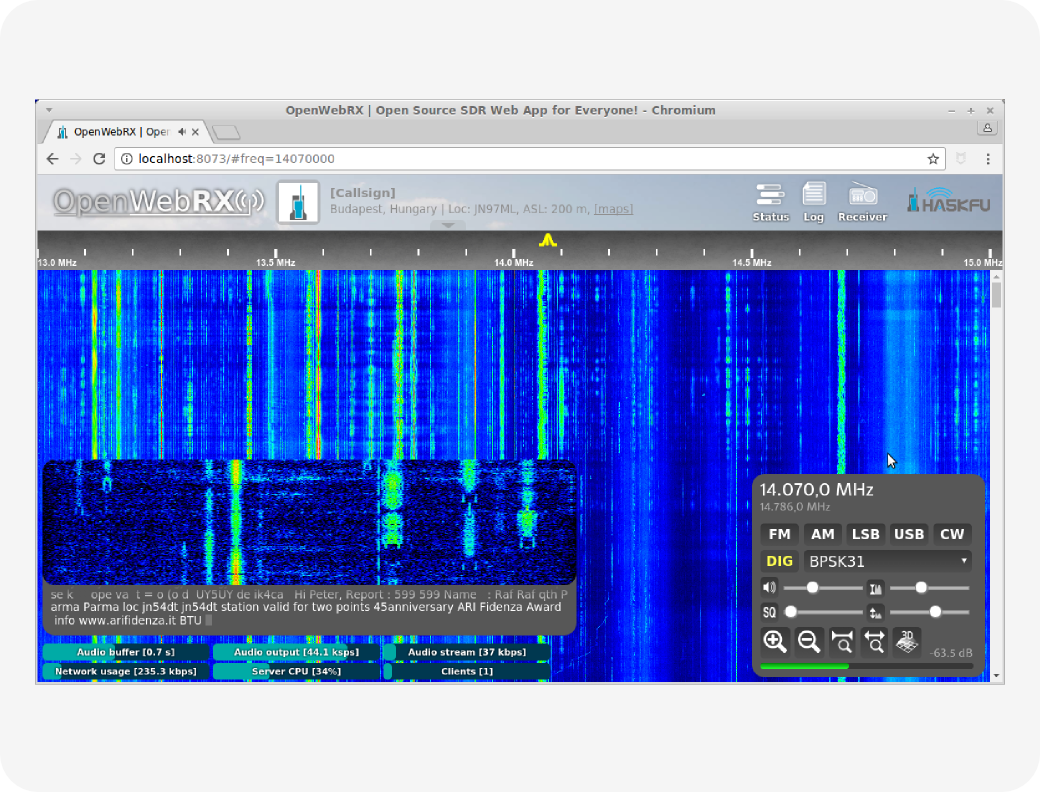 OpenWebRX | Open Source SDR Web App for Everyone! - Chromium
OpenWebRX | Open
localhost:8073/#freq=14070000
OpenWebRX
[Callsign]
Budapest, Hungary | Loc: JN97ML, ASL: 200 m, [maps]
Status Log Receiver
HA5KFU
13.0 MHz 13.5 MHz 14.0 MHz 14.5 MHz 15.0 MHz
14.070,0 MHz
14.786,0 MHz
FM AM LSB USB CW
DIG BPSK31
SQ
3D
-63.5 dB
se k ope va t = o (o d UY5UY de ik4ca Hi Peter, Report : 599 599 Name : Raf Raf qth P
arma Parma loc jn54dt jn54dt station valid for two points 45anniversary ARI Fidenza Award
info www.arifidenza.it BTU
Audio buffer [0.7 s] Audio output [44.1 ksps] Audio stream [37 kbps]
Network usage [235.3 kbps] Server CPU [34%] Clients [1]